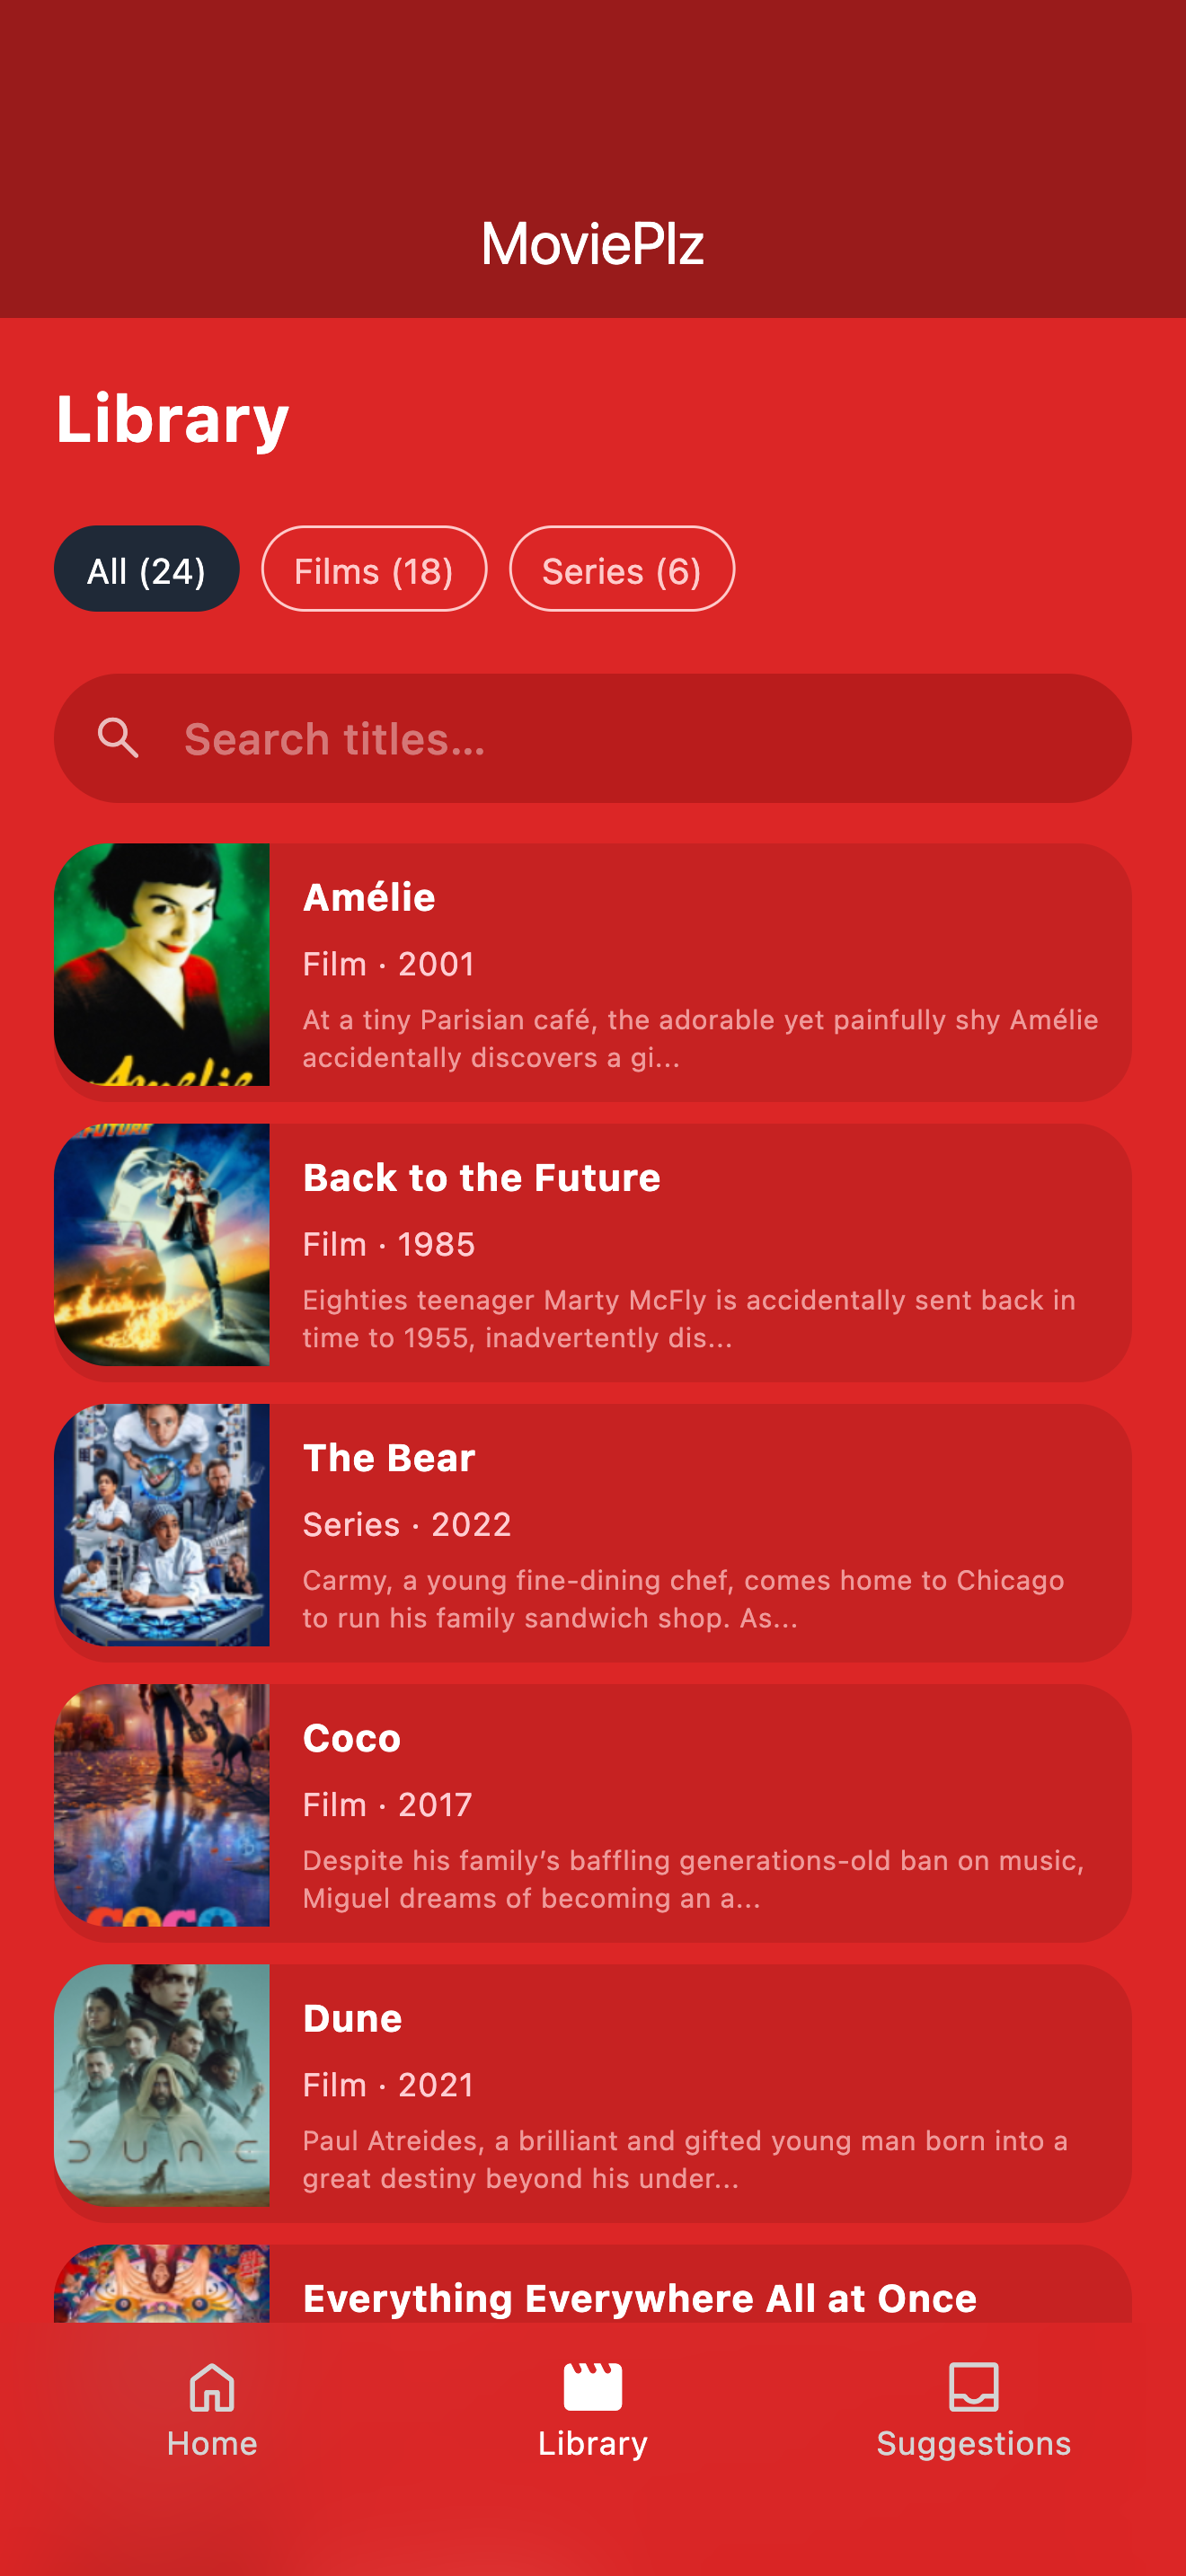 MoviePlz
Library
All (24)
Films (18)
Series (6)
Search titles...
Amélie
Film · 2001
At a tiny Parisian café, the adorable yet painfully shy Amélie
accidentally discovers a gi...
Amélie
FUTURE
Back to the Future
Film · 1985
Eighties teenager Marty McFly is accidentally sent back in
time to 1955, inadvertently dis...
The Bear
Series · 2022
Carmy, a young fine-dining chef, comes home to Chicago
to run his family sandwich shop. As...
Coco
Film · 2017
Despite his family’s baffling generations-old ban on music,
Miguel dreams of becoming an a...
COCO
Dune
Film · 2021
Paul Atreides, a brilliant and gifted young man born into a
great destiny beyond his under...
DUNE
Everything Everywhere All at Once
Home
Library
Suggestions